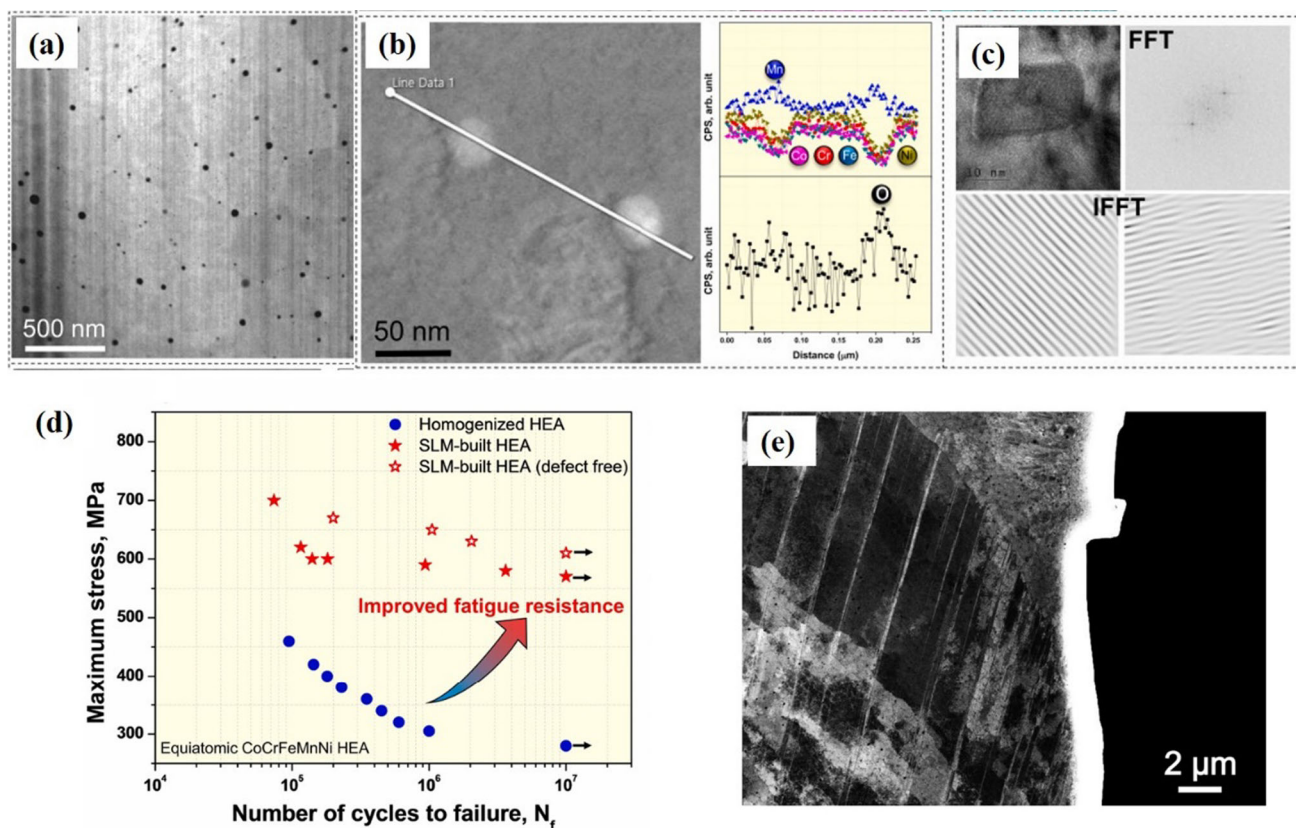 (a)
500 nm
(b)
Line Data 1
50 nm
CPS, arb. unit
Mn
Co Cr Fe Ni
CPS, arb. unit
O
0.00 0.05 0.10 0.15 0.20 0.25
Distance (µm)
(c)
10 nm
FFT
IFFT
(d)
Maximum stress, MPa
800
700
600
500
400
300
Homogenized HEA
SLM-built HEA
SLM-built HEA (defect free)
Improved fatigue resistance
Equiatomic CoCrFeMnNi HEA
10⁴ 10⁵ 10⁶ 10⁷
Number of cycles to failure, Nf
(e)
2 µm